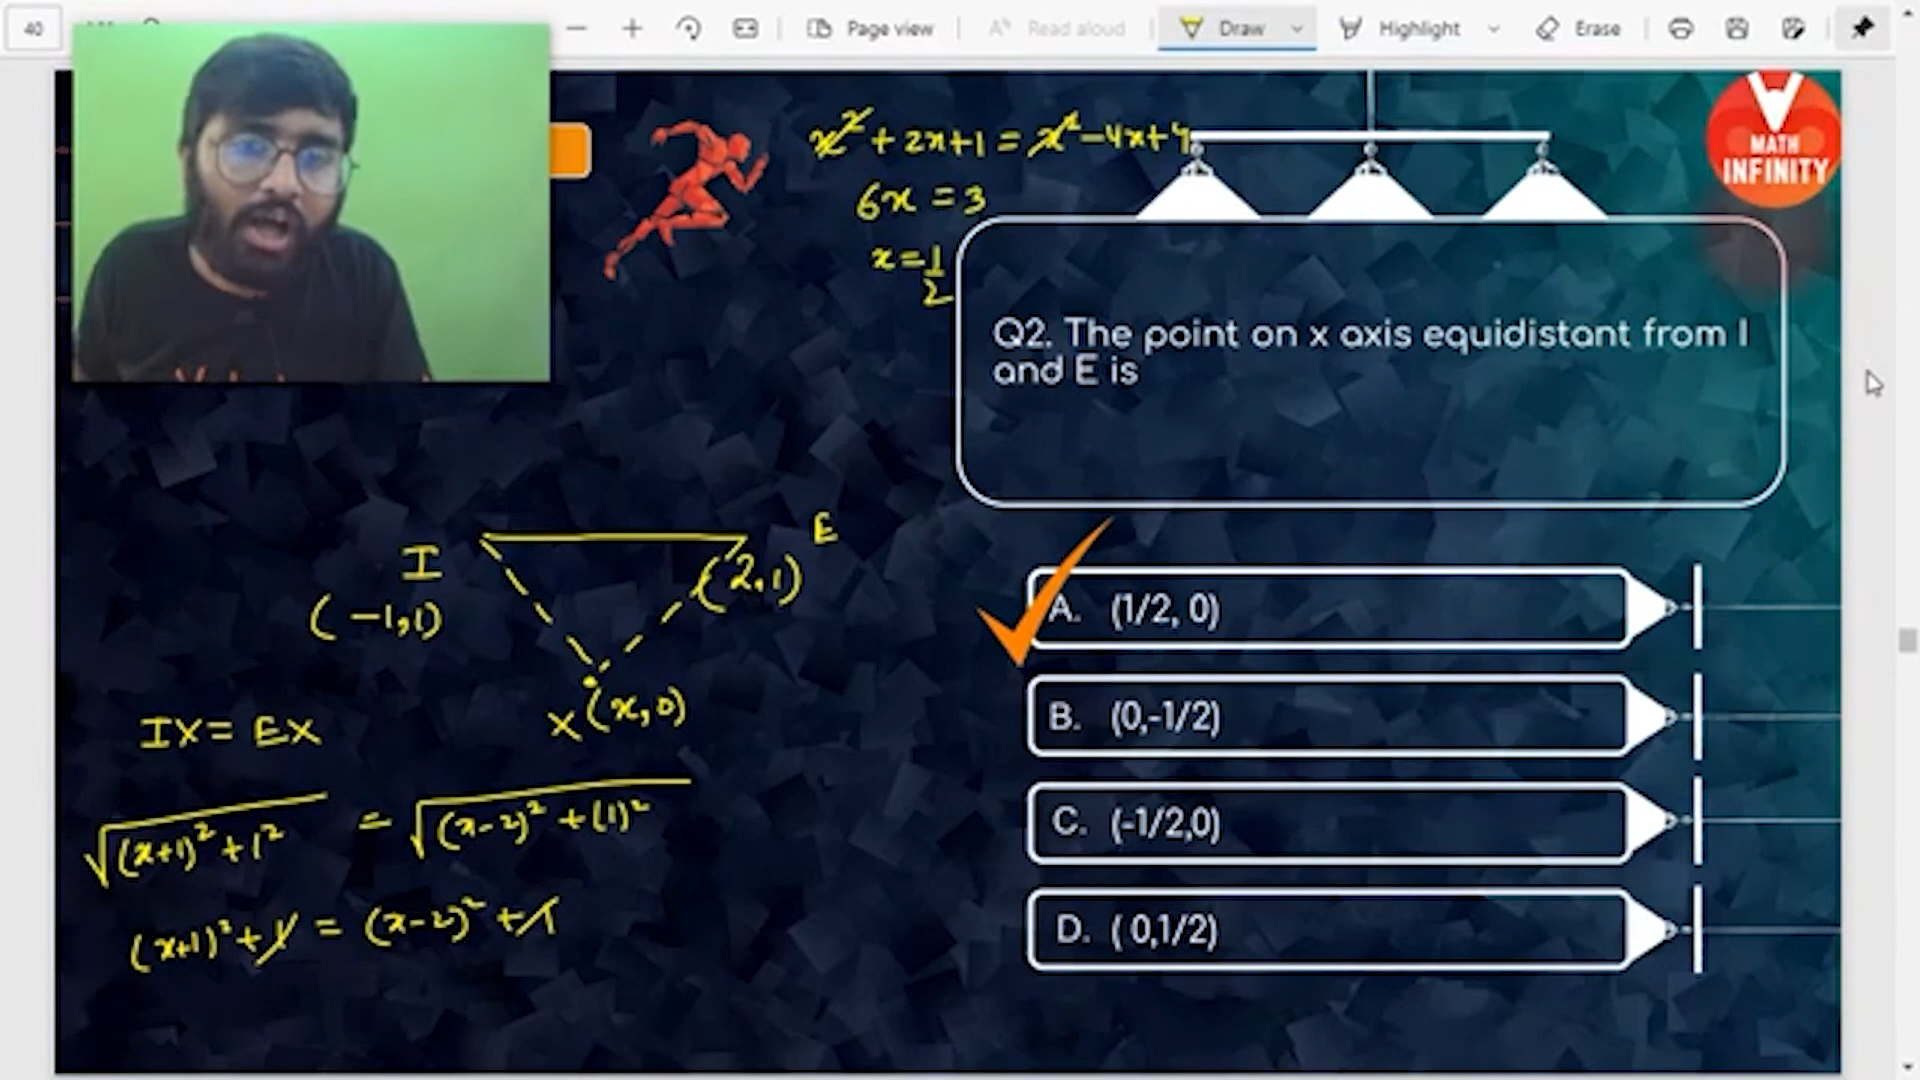 40
Page view
Read aloud
Draw
Highlight
Erase
MATH
INFINITY
x² + 2x+1 = x²-4x+4
6x = 3
x = 1/2
Q2. The point on x axis equidistant from I
and E is
I
(-1,1)
E
(2,1)
X(x,0)
IX = EX
√(x+1)²+1² = √(x-2)²+(1)²
(x+1)²+1 = (x-2)²+1
A. (1/2, 0)
B. (0,-1/2)
C. (-1/2,0)
D. ( 0,1/2)